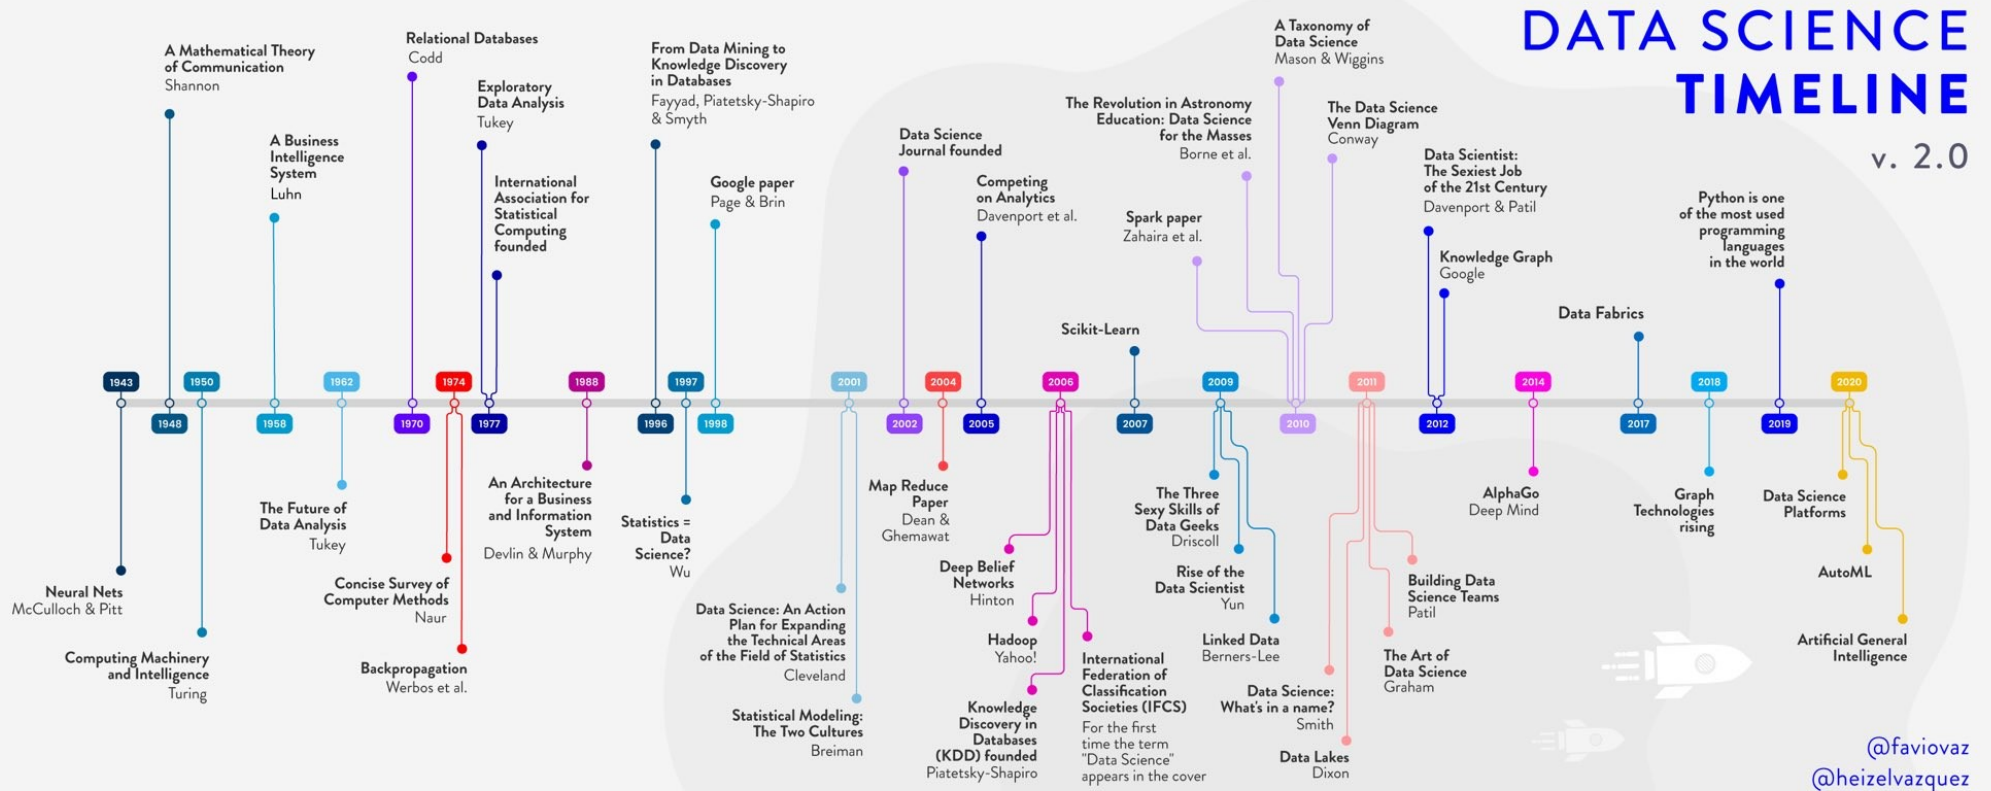 DATA SCIENCE
TIMELINE
v. 2.0
A Mathematical Theory
of Communication
Shannon
A Business
Intelligence
System
Luhn
Relational Databases
Codd
Exploratory
Data Analysis
Tukey
International
Association for
Statistical
Computing
founded
From Data Mining to
Knowledge Discovery
in Databases
Fayyad, Piatetsky-Shapiro
& Smyth
Google paper
Page & Brin
Data Science
Journal founded
Competing
on Analytics
Davenport et al.
Scikit-Learn
Spark paper
Zahaira et al.
The Revolution in Astronomy
Education: Data Science
for the Masses
Borne et al.
A Taxonomy of
Data Science
Mason & Wiggins
The Data Science
Venn Diagram
Conway
Data Scientist:
The Sexiest Job
of the 21st Century
Davenport & Patil
Knowledge Graph
Google
Data Fabrics
Python is one
of the most used
programming
languages
in the world
1943
1948
1950
1958
1962
1970
1974
1977
1988
1996
1997
1998
2001
2002
2004
2005
2006
2007
2009
2010
2011
2012
2014
2017
2018
2019
2020
Neural Nets
McCulloch & Pitt
Computing Machinery
and Intelligence
Turing
The Future of
Data Analysis
Tukey
Concise Survey of
Computer Methods
Naur
Backpropagation
Werbos et al.
An Architecture
for a Business
and Information
System
Devlin & Murphy
Statistics =
Data
Science?
Wu
Data Science: An Action
Plan for Expanding
the Technical Areas
of the Field of Statistics
Cleveland
Statistical Modeling:
The Two Cultures
Breiman
Map Reduce
Paper
Dean &
Ghemawat
Deep Belief
Networks
Hinton
Hadoop
Yahoo!
Knowledge
Discovery in
Databases
(KDD) founded
Piatetsky-Shapiro
International
Federation of
Classification
Societies (IFCS)
For the first
time the term
"Data Science"
appears in the cover
The Three
Sexy Skills of
Data Geeks
Driscoll
Rise of the
Data Scientist
Yun
Linked Data
Berners-Lee
Data Science:
What's in a name?
Smith
Data Lakes
Dixon
The Art of
Data Science
Graham
Building Data
Science Teams
Patil
AlphaGo
Deep Mind
Graph
Technologies
rising
Data Science
Platforms
AutoML
Artificial General
Intelligence
@faviovaz
@heizelvazquez